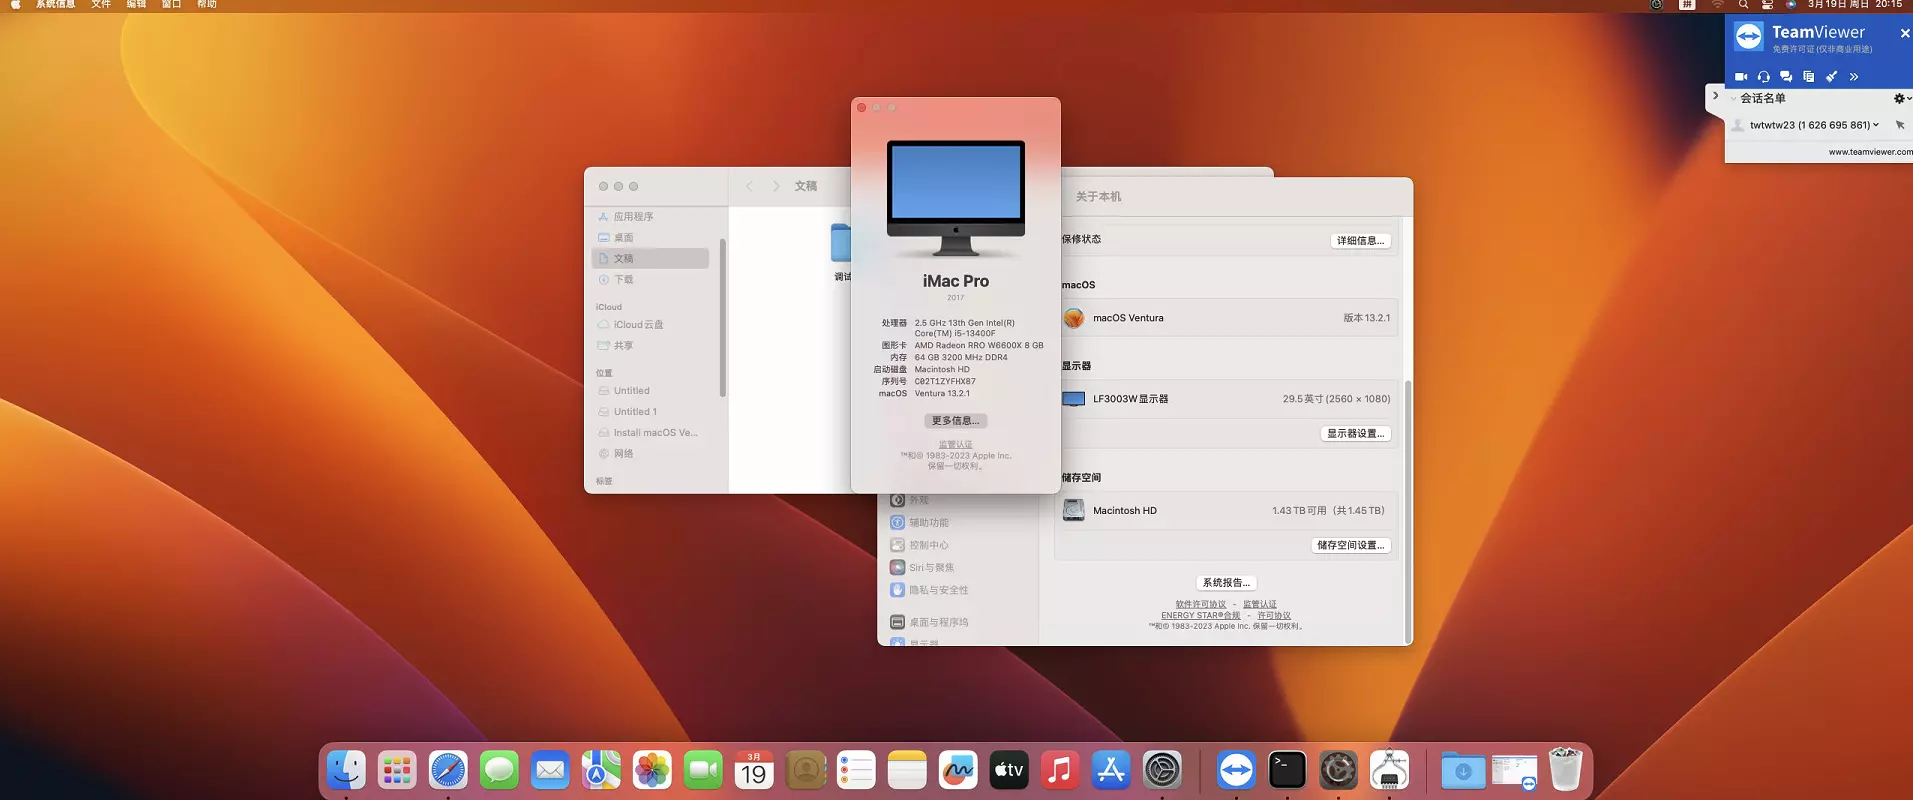 系统信息 文件 编辑 窗口 帮助
拼 3月19日 周日 20:15
TeamViewer
免费许可证(仅非商业用途)
会话名单
twtwtw23 (1 626 695 861)
www.teamviewer.com
文稿
应用程序
桌面
文稿
下载
iCloud
iCloud云盘
共享
位置
Untitled
Untitled 1
Install macOS Ve...
网络
标签
调试
iMac Pro
2017
处理器 2.5 GHz 13th Gen Intel(R)
Core(TM) i5-13400F
图形卡 AMD Radeon RRO W6600X 8 GB
内存 64 GB 3200 MHz DDR4
启动磁盘 Macintosh HD
序列号 C02T1ZYFHX87
macOS Ventura 13.2.1
更多信息...
监管认证
™和© 1983-2023 Apple Inc.
保留一切权利。
关于本机
保修状态
详细信息...
macOS
macOS Ventura 版本 13.2.1
显示器
LF3003W显示器 29.5英寸 (2560 × 1080)
显示器设置...
储存空间
Macintosh HD 1.43 TB可用（共1.45TB）
储存空间设置...
系统报告...
软件许可协议 - 监管认证
ENERGY STAR®合规 - 许可协议
™和© 1983-2023 Apple Inc. 保留一切权利。
外观
辅助功能
控制中心
Siri与聚焦
隐私与安全性
桌面与程序坞
显示器
3月
19
tv